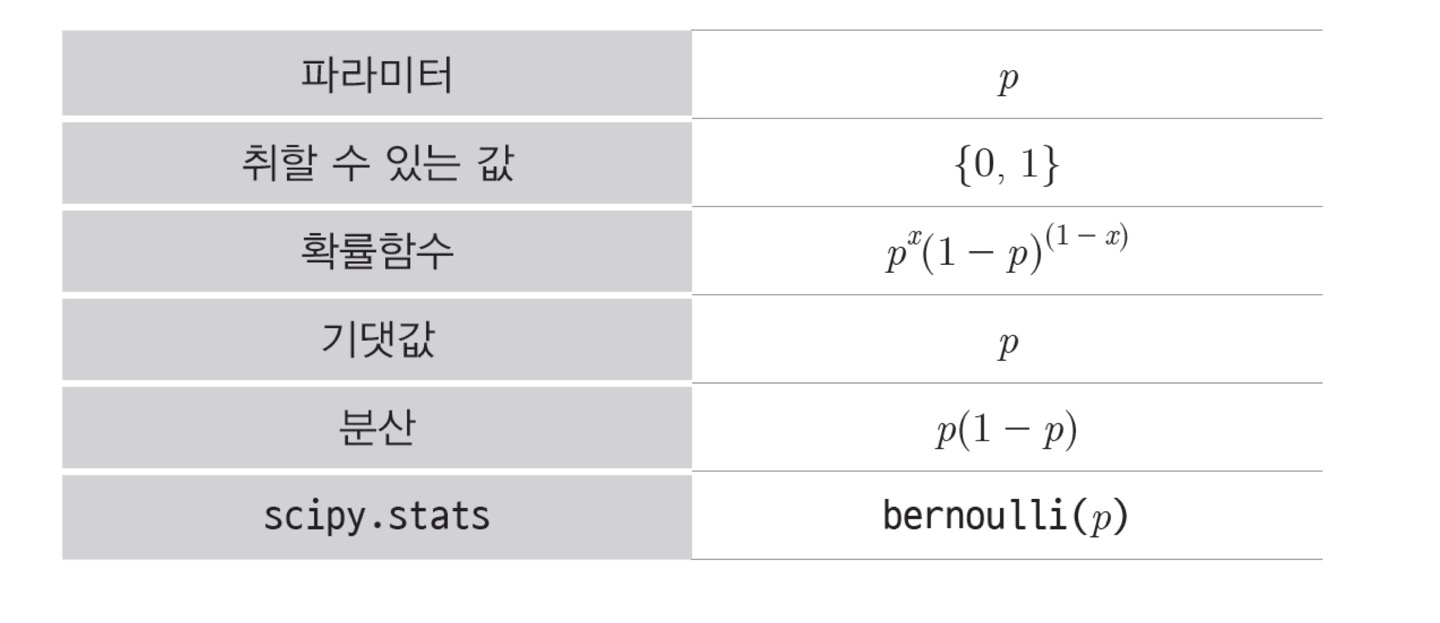 파라미터 p
취할 수 있는 값 {0, 1}
확률함수 pˣ(1 − p)⁽¹ ⁻ ˣ⁾
기댓값 p
분산 p(1 − p)
scipy.stats bernoulli(p)